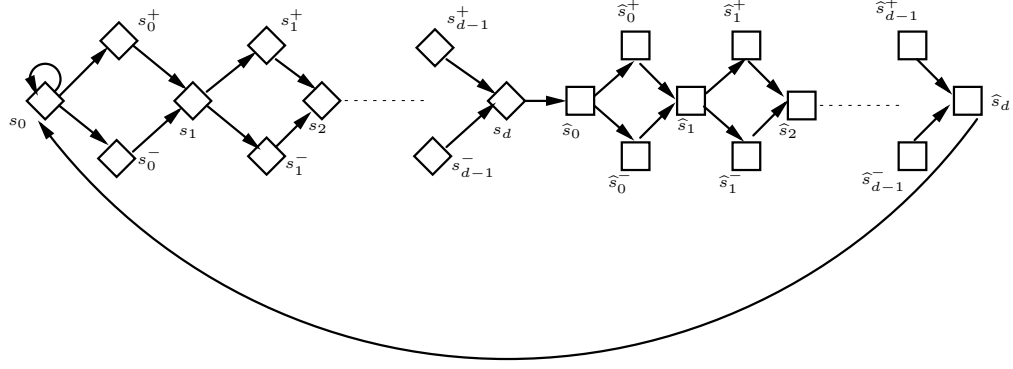 s_0^+ s_1^+ s_{d-1}^+ ŝ_0^+ ŝ_1^+ ŝ_{d-1}^+
s_0 s_1 s_2 s_d ŝ_0 ŝ_1 ŝ_2 ŝ_d
s_0^- s_1^- s_{d-1}^- ŝ_0^- ŝ_1^- ŝ_{d-1}^-